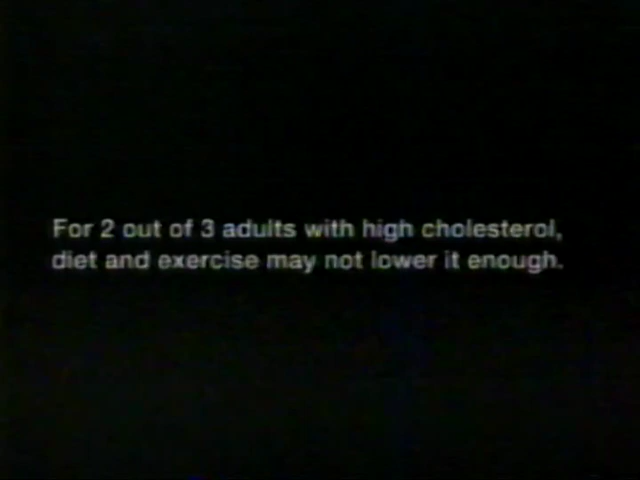 For 2 out of 3 adults with high cholesterol,
diet and exercise may not lower it enough.